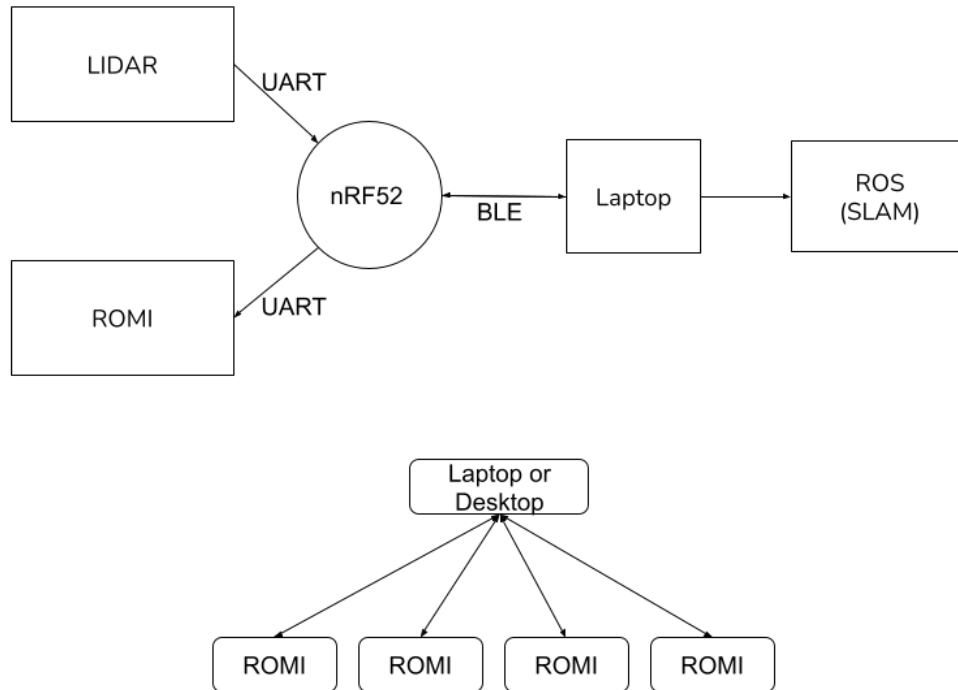 LIDAR
UART
nRF52
BLE
Laptop
ROS
(SLAM)
ROMI
UART
Laptop or
Desktop
ROMI
ROMI
ROMI
ROMI